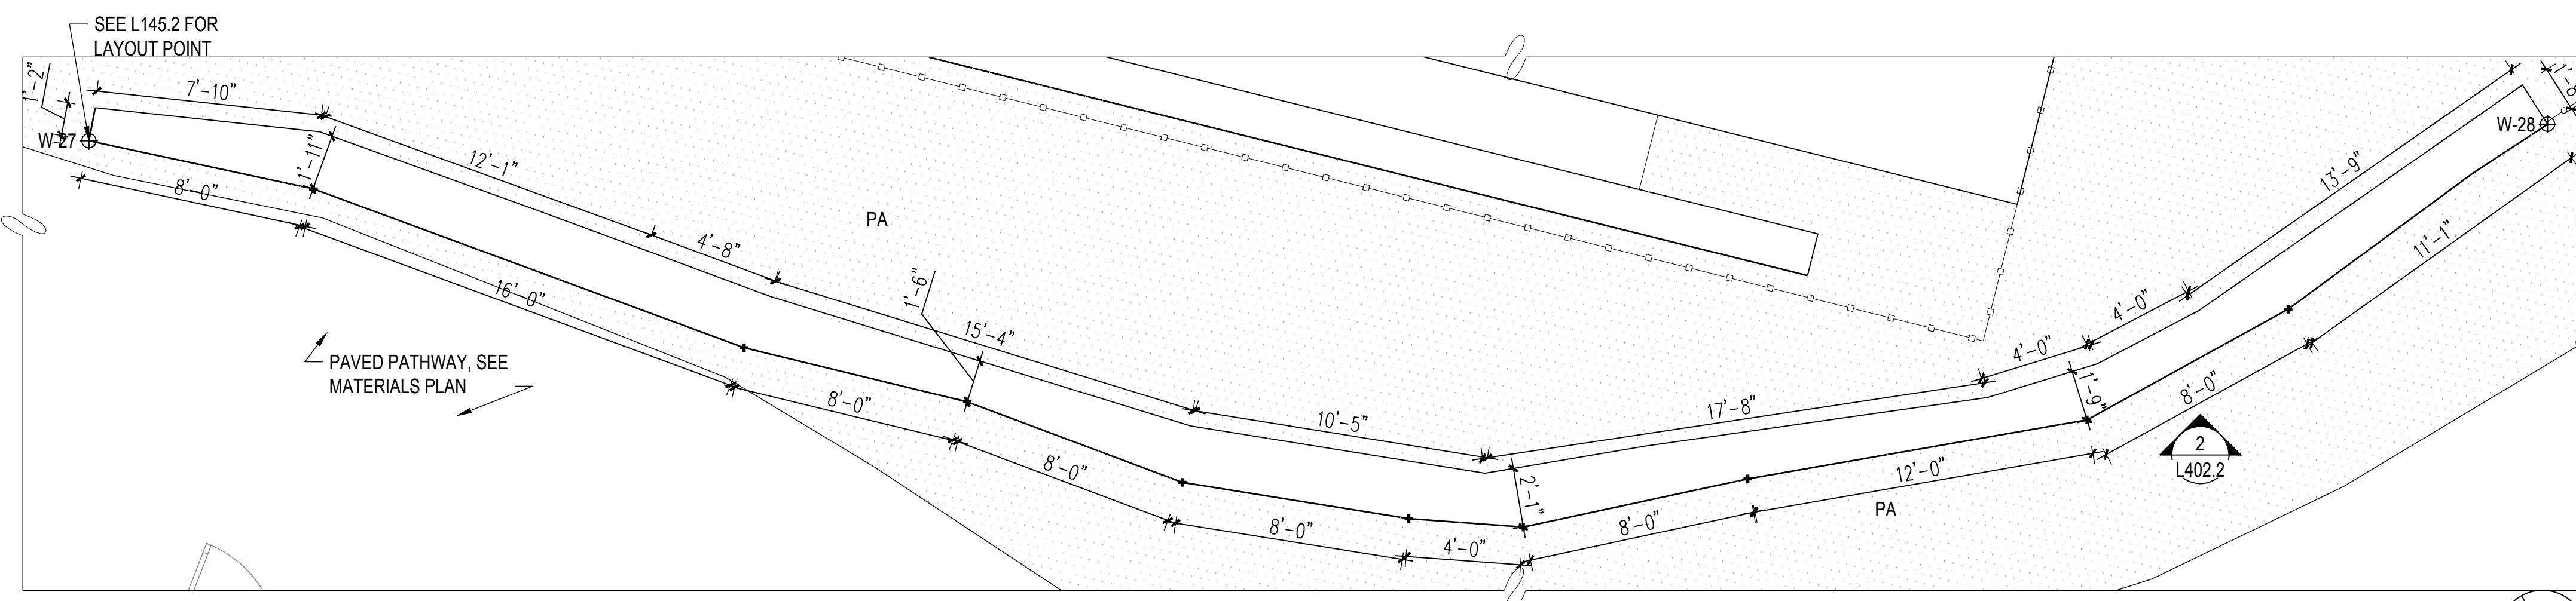 SEE L145.2 FOR
LAYOUT POINT
1'-2"
7'-10"
W-27
1'-11"
8'-0"
12'-1"
4'-8"
PA
16'-0"
1'-6"
15'-4"
PAVED PATHWAY, SEE
MATERIALS PLAN
8'-0"
8'-0"
10'-5"
8'-0"
4'-0"
2'-1"
17'-8"
8'-0"
12'-0"
PA
4'-0"
4'-0"
1'-9"
8'-0"
2
L402.2
13'-9"
11'-1"
W-28